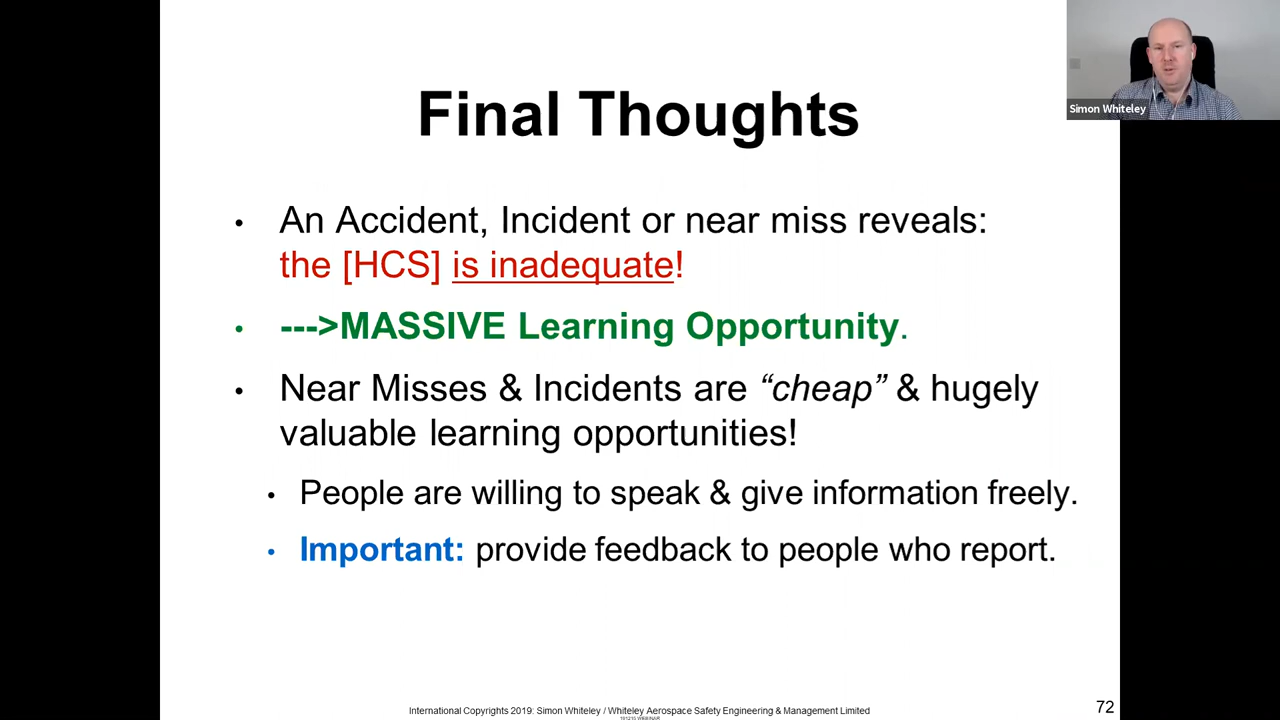 Final Thoughts
Simon Whiteley
• An Accident, Incident or near miss reveals:
the [HCS] is inadequate!
• --->MASSIVE Learning Opportunity.
• Near Misses & Incidents are “cheap” & hugely
valuable learning opportunities!
• People are willing to speak & give information freely.
• Important: provide feedback to people who report.
International Copyrights 2019: Simon Whiteley / Whiteley Aerospace Safety Engineering & Management Limited
72